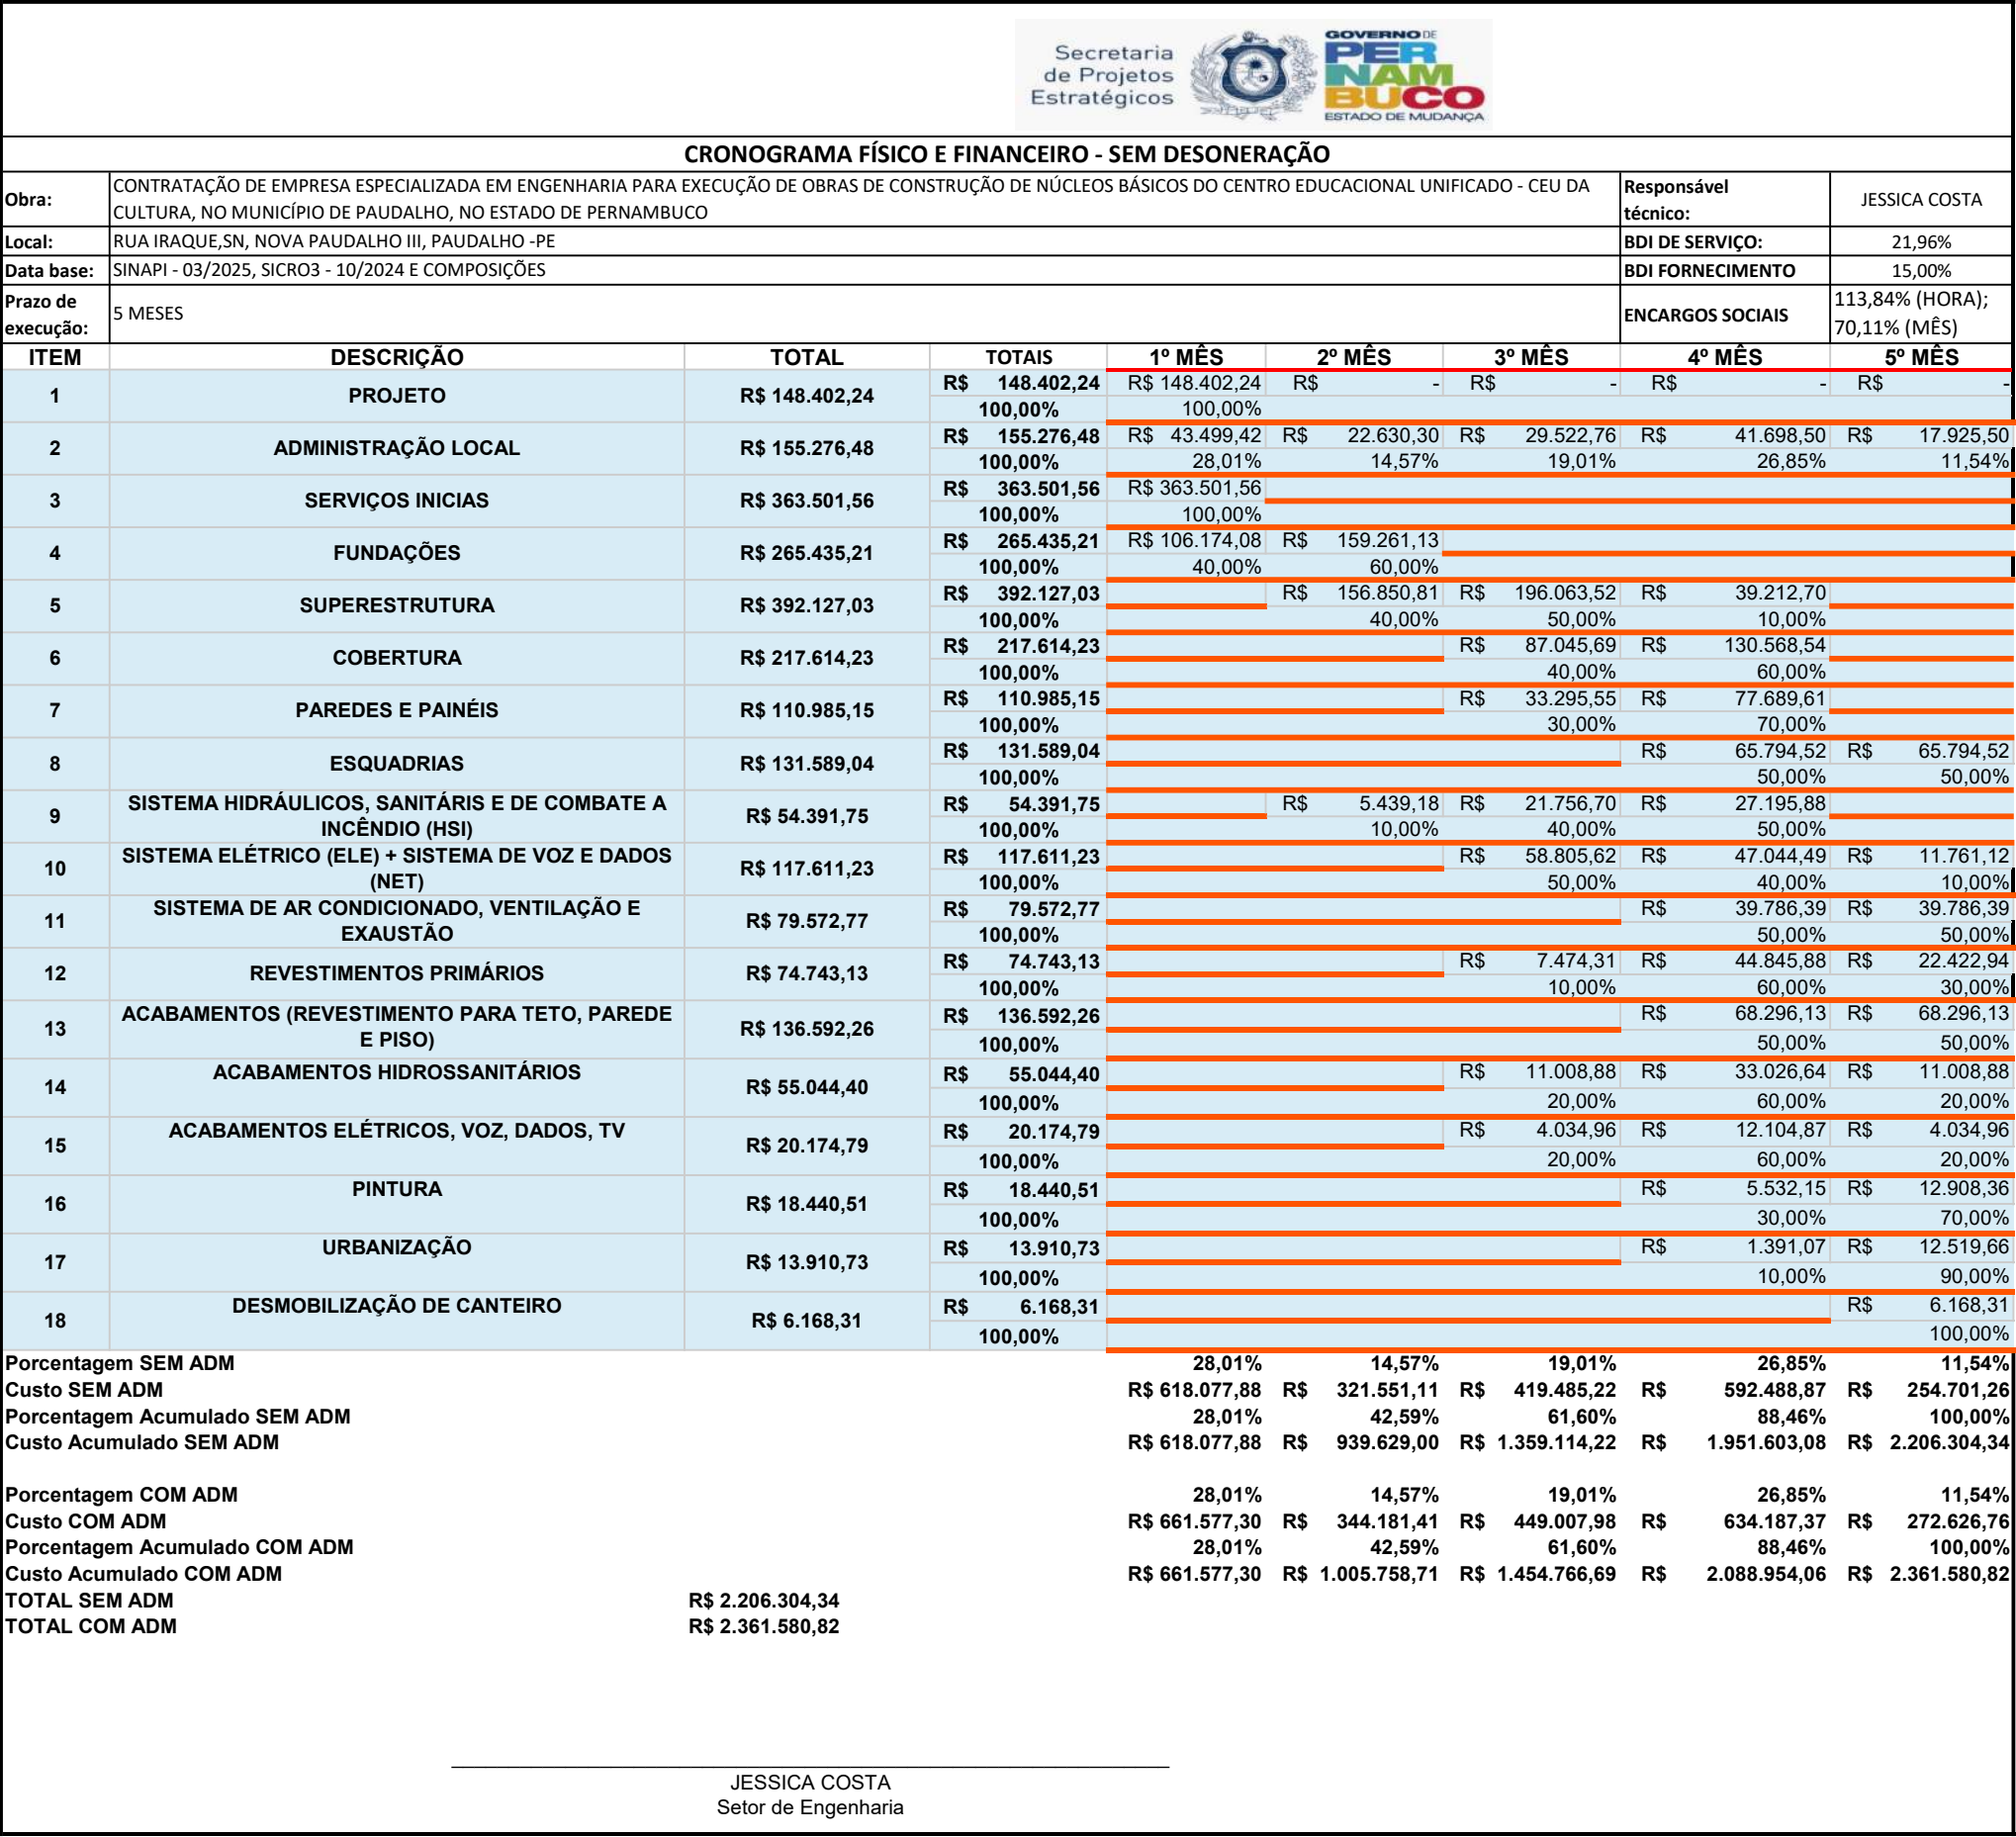 Secretaria
de Projetos
Estratégicos
GOVERNO DE
PER
NAM
BUCO
ESTADO DE MUDANÇA
CRONOGRAMA FÍSICO E FINANCEIRO - SEM DESONERAÇÃO
Obra: CONTRATAÇÃO DE EMPRESA ESPECIALIZADA EM ENGENHARIA PARA EXECUÇÃO DE OBRAS DE CONSTRUÇÃO DE NÚCLEOS BÁSICOS DO CENTRO EDUCACIONAL UNIFICADO - CEU DA
CULTURA, NO MUNICÍPIO DE PAUDALHO, NO ESTADO DE PERNAMBUCO
Responsável
técnico: JESSICA COSTA
Local: RUA IRAQUE,SN, NOVA PAUDALHO III, PAUDALHO -PE BDI DE SERVIÇO: 21,96%
Data base: SINAPI - 03/2025, SICRO3 - 10/2024 E COMPOSIÇÕES BDI FORNECIMENTO 15,00%
Prazo de
execução: 5 MESES ENCARGOS SOCIAIS 113,84% (HORA);
70,11% (MÊS)
ITEM DESCRIÇÃO TOTAL TOTAIS 1º MÊS 2º MÊS 3º MÊS 4º MÊS 5º MÊS
1 PROJETO R$ 148.402,24 R$ 148.402,24 R$ 148.402,24 R$ - R$ - R$ - R$ -
100,00% 100,00%
2 ADMINISTRAÇÃO LOCAL R$ 155.276,48 R$ 155.276,48 R$ 43.499,42 R$ 22.630,30 R$ 29.522,76 R$ 41.698,50 R$ 17.925,50
100,00% 28,01% 14,57% 19,01% 26,85% 11,54%
3 SERVIÇOS INICIAS R$ 363.501,56 R$ 363.501,56 R$ 363.501,56
100,00% 100,00%
4 FUNDAÇÕES R$ 265.435,21 R$ 265.435,21 R$ 106.174,08 R$ 159.261,13
100,00% 40,00% 60,00%
5 SUPERESTRUTURA R$ 392.127,03 R$ 392.127,03 R$ 156.850,81 R$ 196.063,52 R$ 39.212,70
100,00% 40,00% 50,00% 10,00%
6 COBERTURA R$ 217.614,23 R$ 217.614,23 R$ 87.045,69 R$ 130.568,54
100,00% 40,00% 60,00%
7 PAREDES E PAINÉIS R$ 110.985,15 R$ 110.985,15 R$ 33.295,55 R$ 77.689,61
100,00% 30,00% 70,00%
8 ESQUADRIAS R$ 131.589,04 R$ 131.589,04 R$ 65.794,52 R$ 65.794,52
100,00% 50,00% 50,00%
9 SISTEMA HIDRÁULICOS, SANITÁRIS E DE COMBATE A
INCÊNDIO (HSI) R$ 54.391,75 R$ 54.391,75 R$ 5.439,18 R$ 21.756,70 R$ 27.195,88
100,00% 10,00% 40,00% 50,00%
10 SISTEMA ELÉTRICO (ELE) + SISTEMA DE VOZ E DADOS
(NET) R$ 117.611,23 R$ 117.611,23 R$ 58.805,62 R$ 47.044,49 R$ 11.761,12
100,00% 50,00% 40,00% 10,00%
11 SISTEMA DE AR CONDICIONADO, VENTILAÇÃO E
EXAUSTÃO R$ 79.572,77 R$ 79.572,77 R$ 39.786,39 R$ 39.786,39
100,00% 50,00% 50,00%
12 REVESTIMENTOS PRIMÁRIOS R$ 74.743,13 R$ 74.743,13 R$ 7.474,31 R$ 44.845,88 R$ 22.422,94
100,00% 10,00% 60,00% 30,00%
13 ACABAMENTOS (REVESTIMENTO PARA TETO, PAREDE
E PISO) R$ 136.592,26 R$ 136.592,26 R$ 68.296,13 R$ 68.296,13
100,00% 50,00% 50,00%
14 ACABAMENTOS HIDROSSANITÁRIOS R$ 55.044,40 R$ 55.044,40 R$ 11.008,88 R$ 33.026,64 R$ 11.008,88
100,00% 20,00% 60,00% 20,00%
15 ACABAMENTOS ELÉTRICOS, VOZ, DADOS, TV R$ 20.174,79 R$ 20.174,79 R$ 4.034,96 R$ 12.104,87 R$ 4.034,96
100,00% 20,00% 60,00% 20,00%
16 PINTURA R$ 18.440,51 R$ 18.440,51 R$ 5.532,15 R$ 12.908,36
100,00% 30,00% 70,00%
17 URBANIZAÇÃO R$ 13.910,73 R$ 13.910,73 R$ 1.391,07 R$ 12.519,66
100,00% 10,00% 90,00%
18 DESMOBILIZAÇÃO DE CANTEIRO R$ 6.168,31 R$ 6.168,31 R$ 6.168,31
100,00% 100,00%
Porcentagem SEM ADM 28,01% 14,57% 19,01% 26,85% 11,54%
Custo SEM ADM R$ 618.077,88 R$ 321.551,11 R$ 419.485,22 R$ 592.488,87 R$ 254.701,26
Porcentagem Acumulado SEM ADM 28,01% 42,59% 61,60% 88,46% 100,00%
Custo Acumulado SEM ADM R$ 618.077,88 R$ 939.629,00 R$ 1.359.114,22 R$ 1.951.603,08 R$ 2.206.304,34
Porcentagem COM ADM 28,01% 14,57% 19,01% 26,85% 11,54%
Custo COM ADM R$ 661.577,30 R$ 344.181,41 R$ 449.007,98 R$ 634.187,37 R$ 272.626,76
Porcentagem Acumulado COM ADM 28,01% 42,59% 61,60% 88,46% 100,00%
Custo Acumulado COM ADM R$ 661.577,30 R$ 1.005.758,71 R$ 1.454.766,69 R$ 2.088.954,06 R$ 2.361.580,82
TOTAL SEM ADM R$ 2.206.304,34
TOTAL COM ADM R$ 2.361.580,82
JESSICA COSTA
Setor de Engenharia